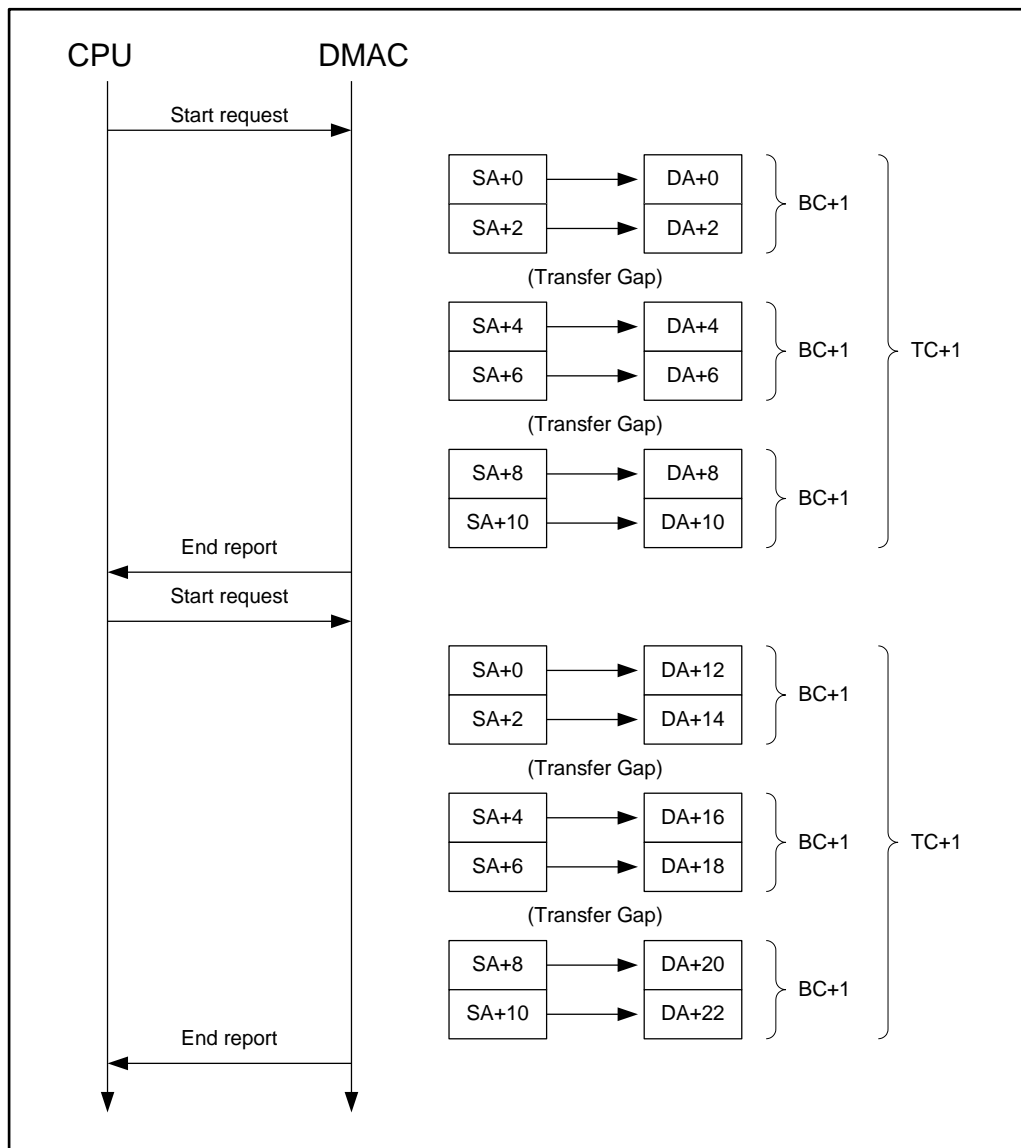 CPU DMAC
Start request
SA+0 DA+0
BC+1
SA+2 DA+2
(Transfer Gap)
SA+4 DA+4
BC+1 TC+1
SA+6 DA+6
(Transfer Gap)
SA+8 DA+8
BC+1
SA+10 DA+10
End report
Start request
SA+0 DA+12
BC+1
SA+2 DA+14
(Transfer Gap)
SA+4 DA+16
BC+1 TC+1
SA+6 DA+18
(Transfer Gap)
SA+8 DA+20
BC+1
SA+10 DA+22
End report